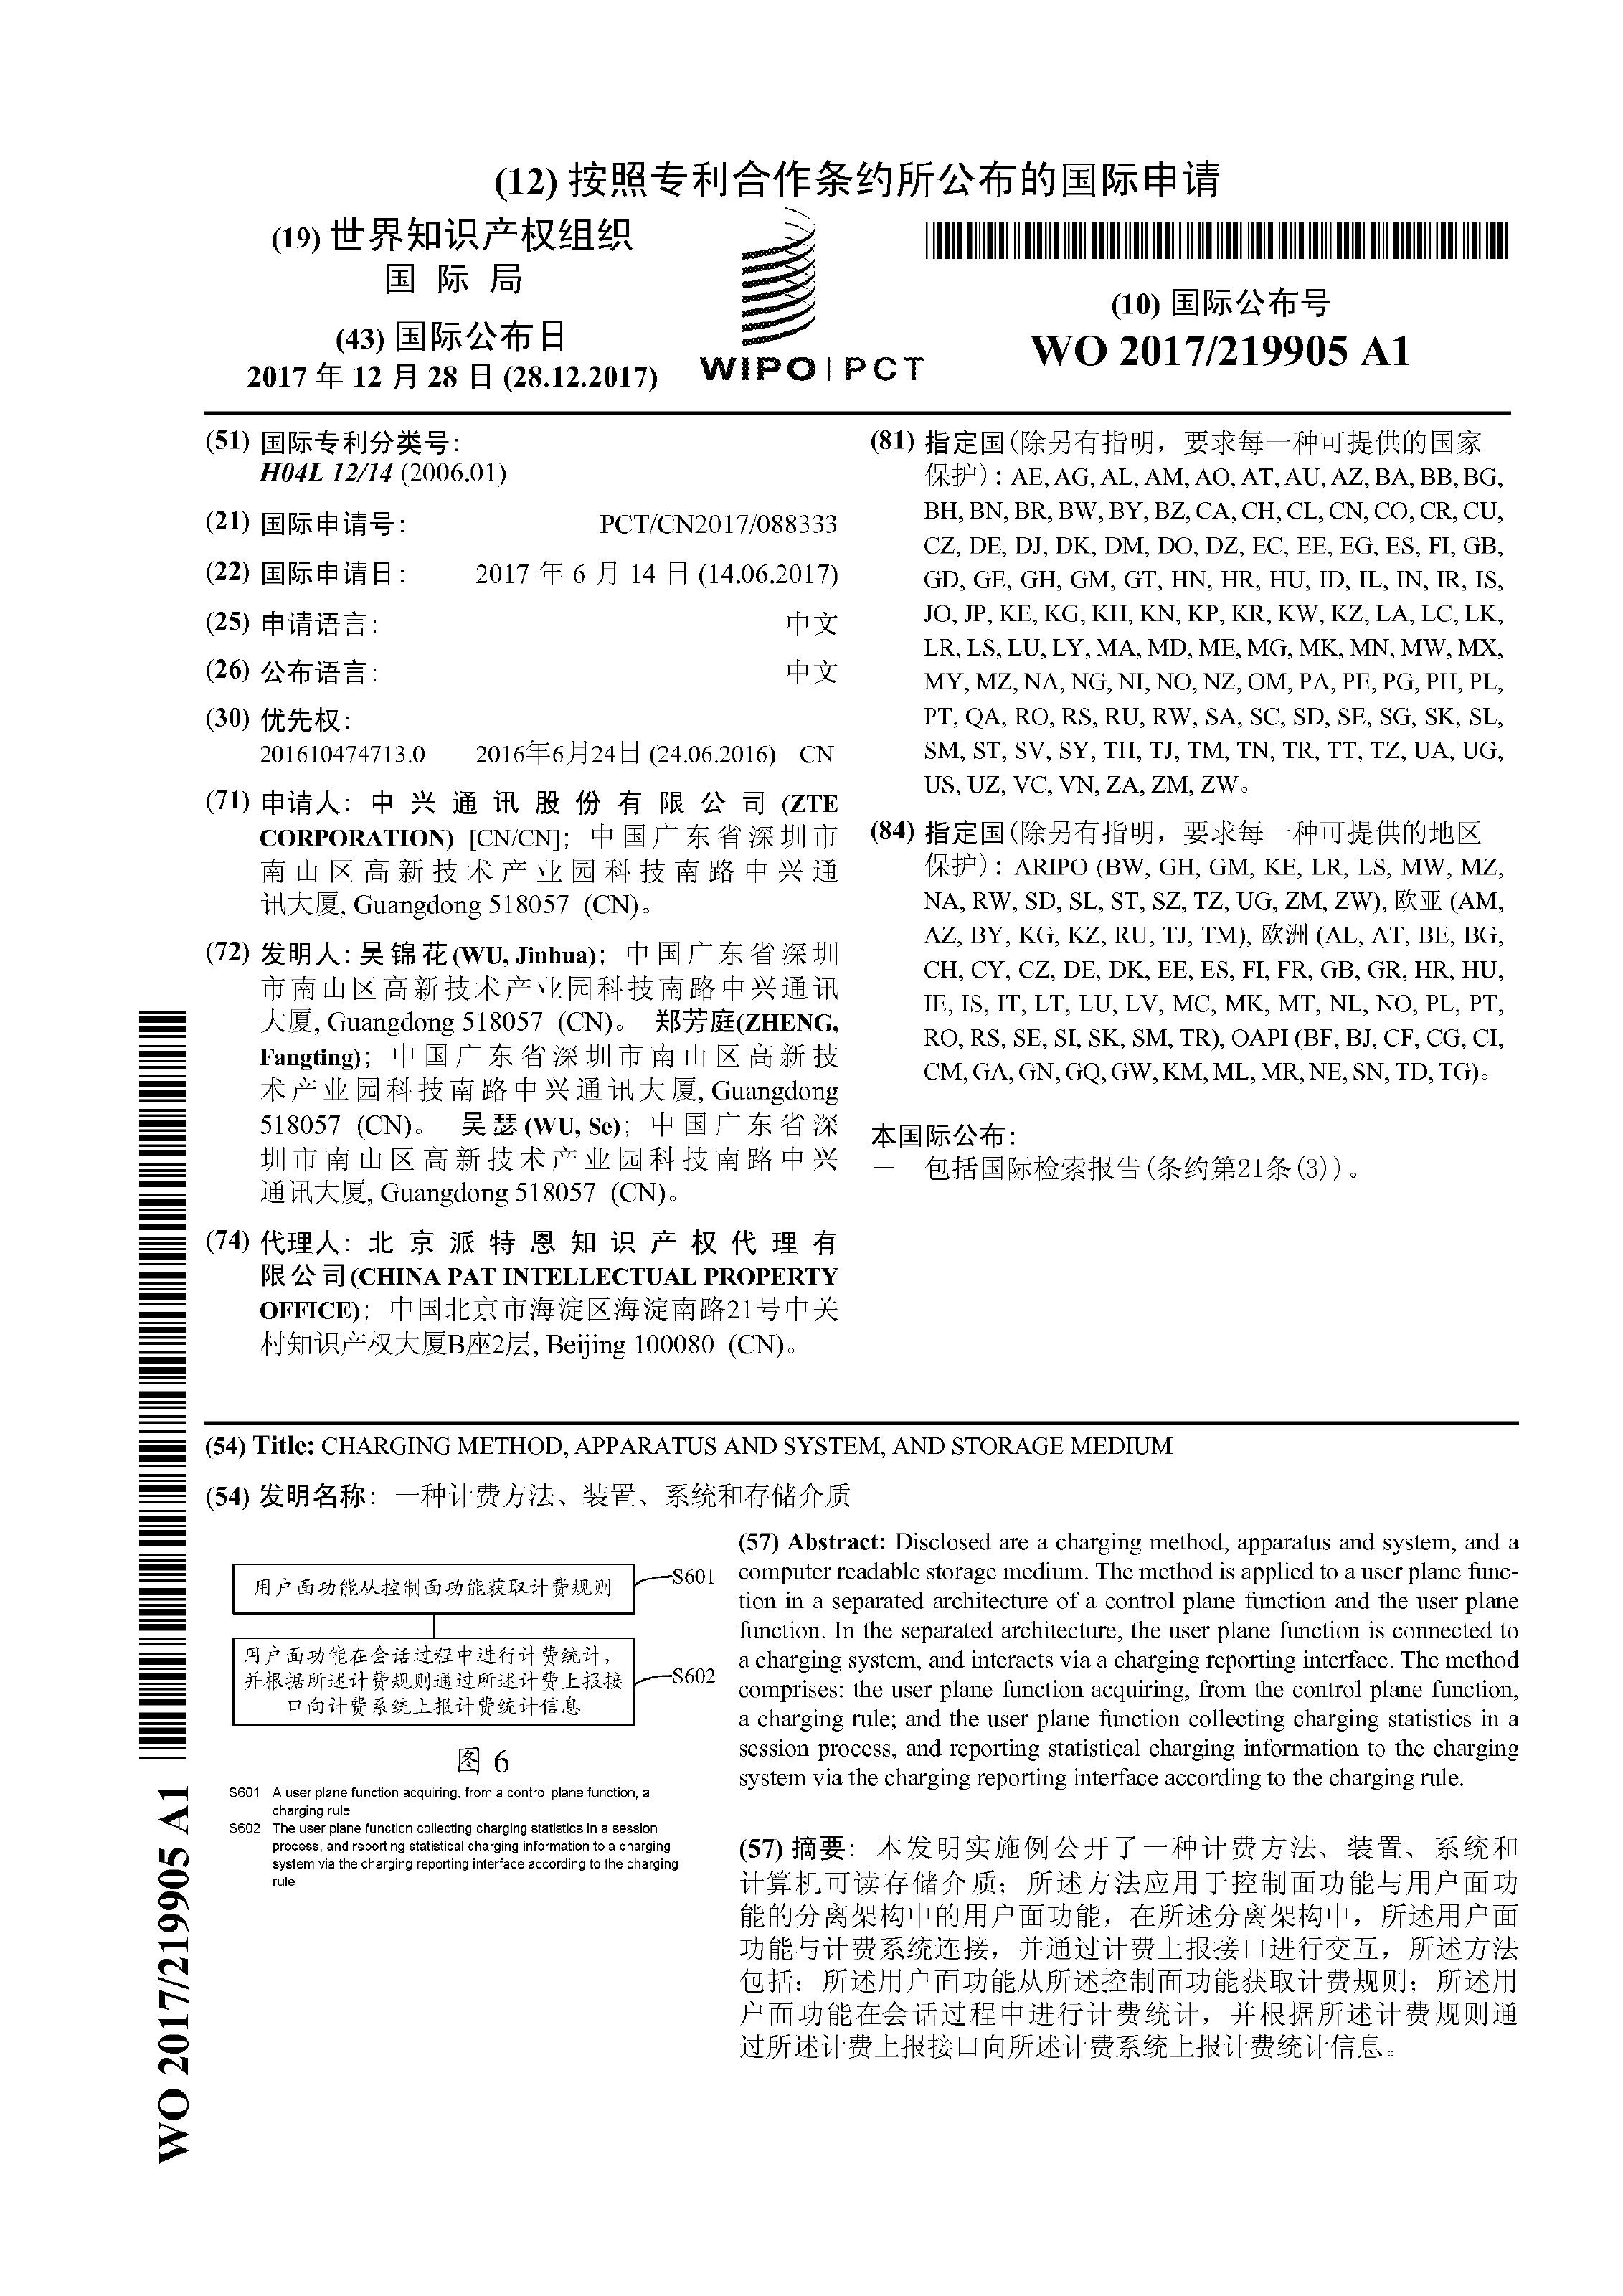 (12) 按照专利合作条约所公布的国际申请
(19) 世界知识产权组织
国 际 局
(43) 国际公布日
2017 年 12 月 28 日 (28.12.2017)
WIPO | PCT
(10) 国际公布号
WO 2017/219905 A1
(51) 国际专利分类号:
H04L 12/14 (2006.01)
(21) 国际申请号: PCT/CN2017/088333
(22) 国际申请日: 2017 年 6 月 14 日 (14.06.2017)
(25) 申请语言: 中文
(26) 公布语言: 中文
(30) 优先权:
201610474713.0 2016年6月24日 (24.06.2016) CN
(71) 申请人: 中兴通讯股份有限公司 (ZTE
CORPORATION) [CN/CN]; 中国广东省深圳市
南山区高新技术产业园科技南路中兴通
讯大厦, Guangdong 518057 (CN)。
(72) 发明人: 吴锦花(WU, Jinhua); 中国广东省深圳
市南山区高新技术产业园科技南路中兴通讯
大厦, Guangdong 518057 (CN)。 郑芳庭(ZHENG,
Fangting); 中国广东省深圳市南山区高新技
术产业园科技南路中兴通讯大厦, Guangdong
518057 (CN)。 吴瑟(WU, Se); 中国广东省深
圳市南山区高新技术产业园科技南路中兴
通讯大厦, Guangdong 518057 (CN)。
(74) 代理人: 北京派特恩知识产权代理有
限公司(CHINA PAT INTELLECTUAL PROPERTY
OFFICE); 中国北京市海淀区海淀南路21号中关
村知识产权大厦B座2层, Beijing 100080 (CN)。
(81) 指定国(除另有指明，要求每一种可提供的国家
保护): AE, AG, AL, AM, AO, AT, AU, AZ, BA, BB, BG,
BH, BN, BR, BW, BY, BZ, CA, CH, CL, CN, CO, CR, CU,
CZ, DE, DJ, DK, DM, DO, DZ, EC, EE, EG, ES, FI, GB,
GD, GE, GH, GM, GT, HN, HR, HU, ID, IL, IN, IR, IS,
JO, JP, KE, KG, KH, KN, KP, KR, KW, KZ, LA, LC, LK,
LR, LS, LU, LY, MA, MD, ME, MG, MK, MN, MW, MX,
MY, MZ, NA, NG, NI, NO, NZ, OM, PA, PE, PG, PH, PL,
PT, QA, RO, RS, RU, RW, SA, SC, SD, SE, SG, SK, SL,
SM, ST, SV, SY, TH, TJ, TM, TN, TR, TT, TZ, UA, UG,
US, UZ, VC, VN, ZA, ZM, ZW。
(84) 指定国(除另有指明，要求每一种可提供的地区
保护): ARIPO (BW, GH, GM, KE, LR, LS, MW, MZ,
NA, RW, SD, SL, ST, SZ, TZ, UG, ZM, ZW), 欧亚 (AM,
AZ, BY, KG, KZ, RU, TJ, TM), 欧洲 (AL, AT, BE, BG,
CH, CY, CZ, DE, DK, EE, ES, FI, FR, GB, GR, HR, HU,
IE, IS, IT, LT, LU, LV, MC, MK, MT, NL, NO, PL, PT,
RO, RS, SE, SI, SK, SM, TR), OAPI (BF, BJ, CF, CG, CI,
CM, GA, GN, GQ, GW, KM, ML, MR, NE, SN, TD, TG)。
本国际公布:
— 包括国际检索报告(条约第21条(3))。
(54) Title: CHARGING METHOD, APPARATUS AND SYSTEM, AND STORAGE MEDIUM
(54) 发明名称: 一种计费方法、装置、系统和存储介质
用户面功能从控制面功能获取计费规则
S601
用户面功能在会话过程中进行计费统计，
并根据所述计费规则通过所述计费上报接
口向计费系统上报计费统计信息
S602
图 6
S601 A user plane function acquiring, from a control plane function, a
charging rule
S602 The user plane function collecting charging statistics in a session
process, and reporting statistical charging information to a charging
system via the charging reporting interface according to the charging
rule
(57) Abstract: Disclosed are a charging method, apparatus and system, and a
computer readable storage medium. The method is applied to a user plane func-
tion in a separated architecture of a control plane function and the user plane
function. In the separated architecture, the user plane function is connected to
a charging system, and interacts via a charging reporting interface. The method
comprises: the user plane function acquiring, from the control plane function,
a charging rule; and the user plane function collecting charging statistics in a
session process, and reporting statistical charging information to the charging
system via the charging reporting interface according to the charging rule.
(57) 摘要: 本发明实施例公开了一种计费方法、装置、系统和
计算机可读存储介质；所述方法应用于控制面功能与用户面功
能的分离架构中的用户面功能，在所述分离架构中，所述用户面
功能与计费系统连接，并通过计费上报接口进行交互，所述方法
包括：所述用户面功能从所述控制面功能获取计费规则；所述用
户面功能在会话过程中进行计费统计，并根据所述计费规则通
过所述计费上报接口向所述计费系统上报计费统计信息。
WO 2017/219905 A1